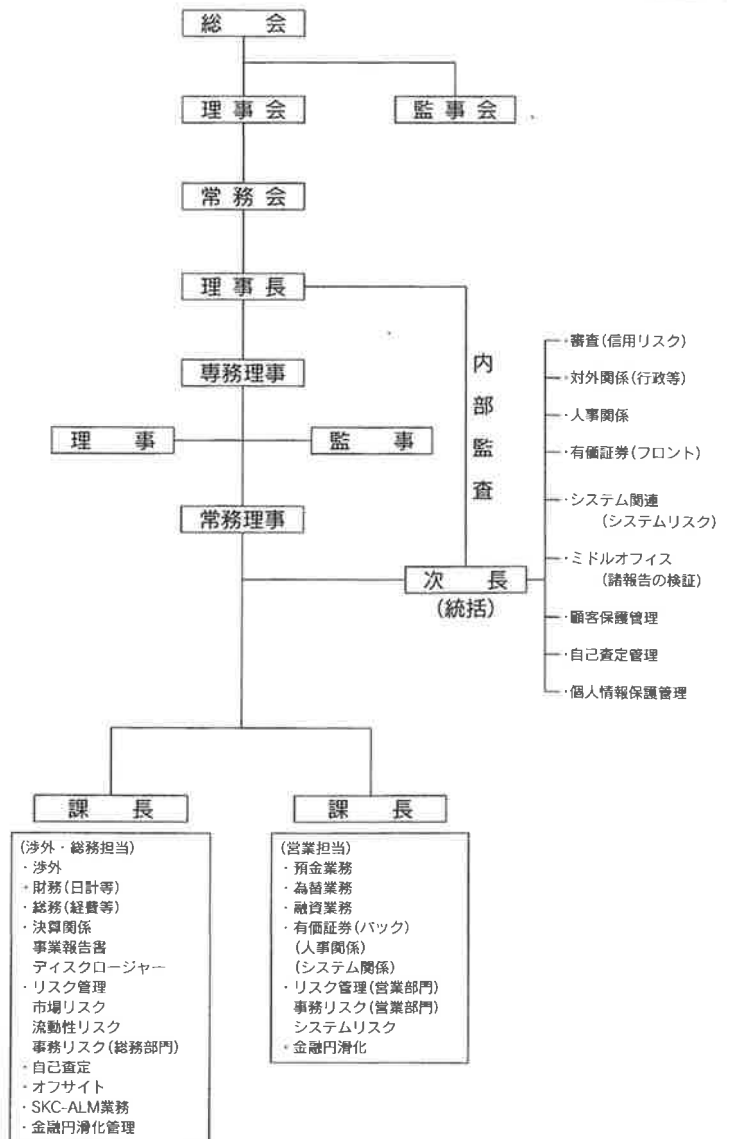 総会
理事会
監事会
常務会
理事長
専務理事
理事
監事
常務理事
内部監査
次長
(統括)
・審査(信用リスク)
・対外関係(行政等)
・人事関係
・有価証券(フロント)
・システム関連
(システムリスク)
・ミドルオフィス
(諸報告の検証)
・顧客保護管理
・自己査定管理
・個人情報保護管理
課長
(渉外・総務担当)
・渉外
・財務(日計等)
・総務(経費等)
・決算関係
事業報告書
ディスクロージャー
・リスク管理
市場リスク
流動性リスク
事務リスク(総務部門)
・自己査定
・オフサイト
・SKC-ALM業務
・金融円滑化管理
課長
(営業担当)
・預金業務
・為替業務
・融資業務
・有価証券(バック)
(人事関係)
(システム関係)
・リスク管理(営業部門)
事務リスク(営業部門)
システムリスク
・金融円滑化